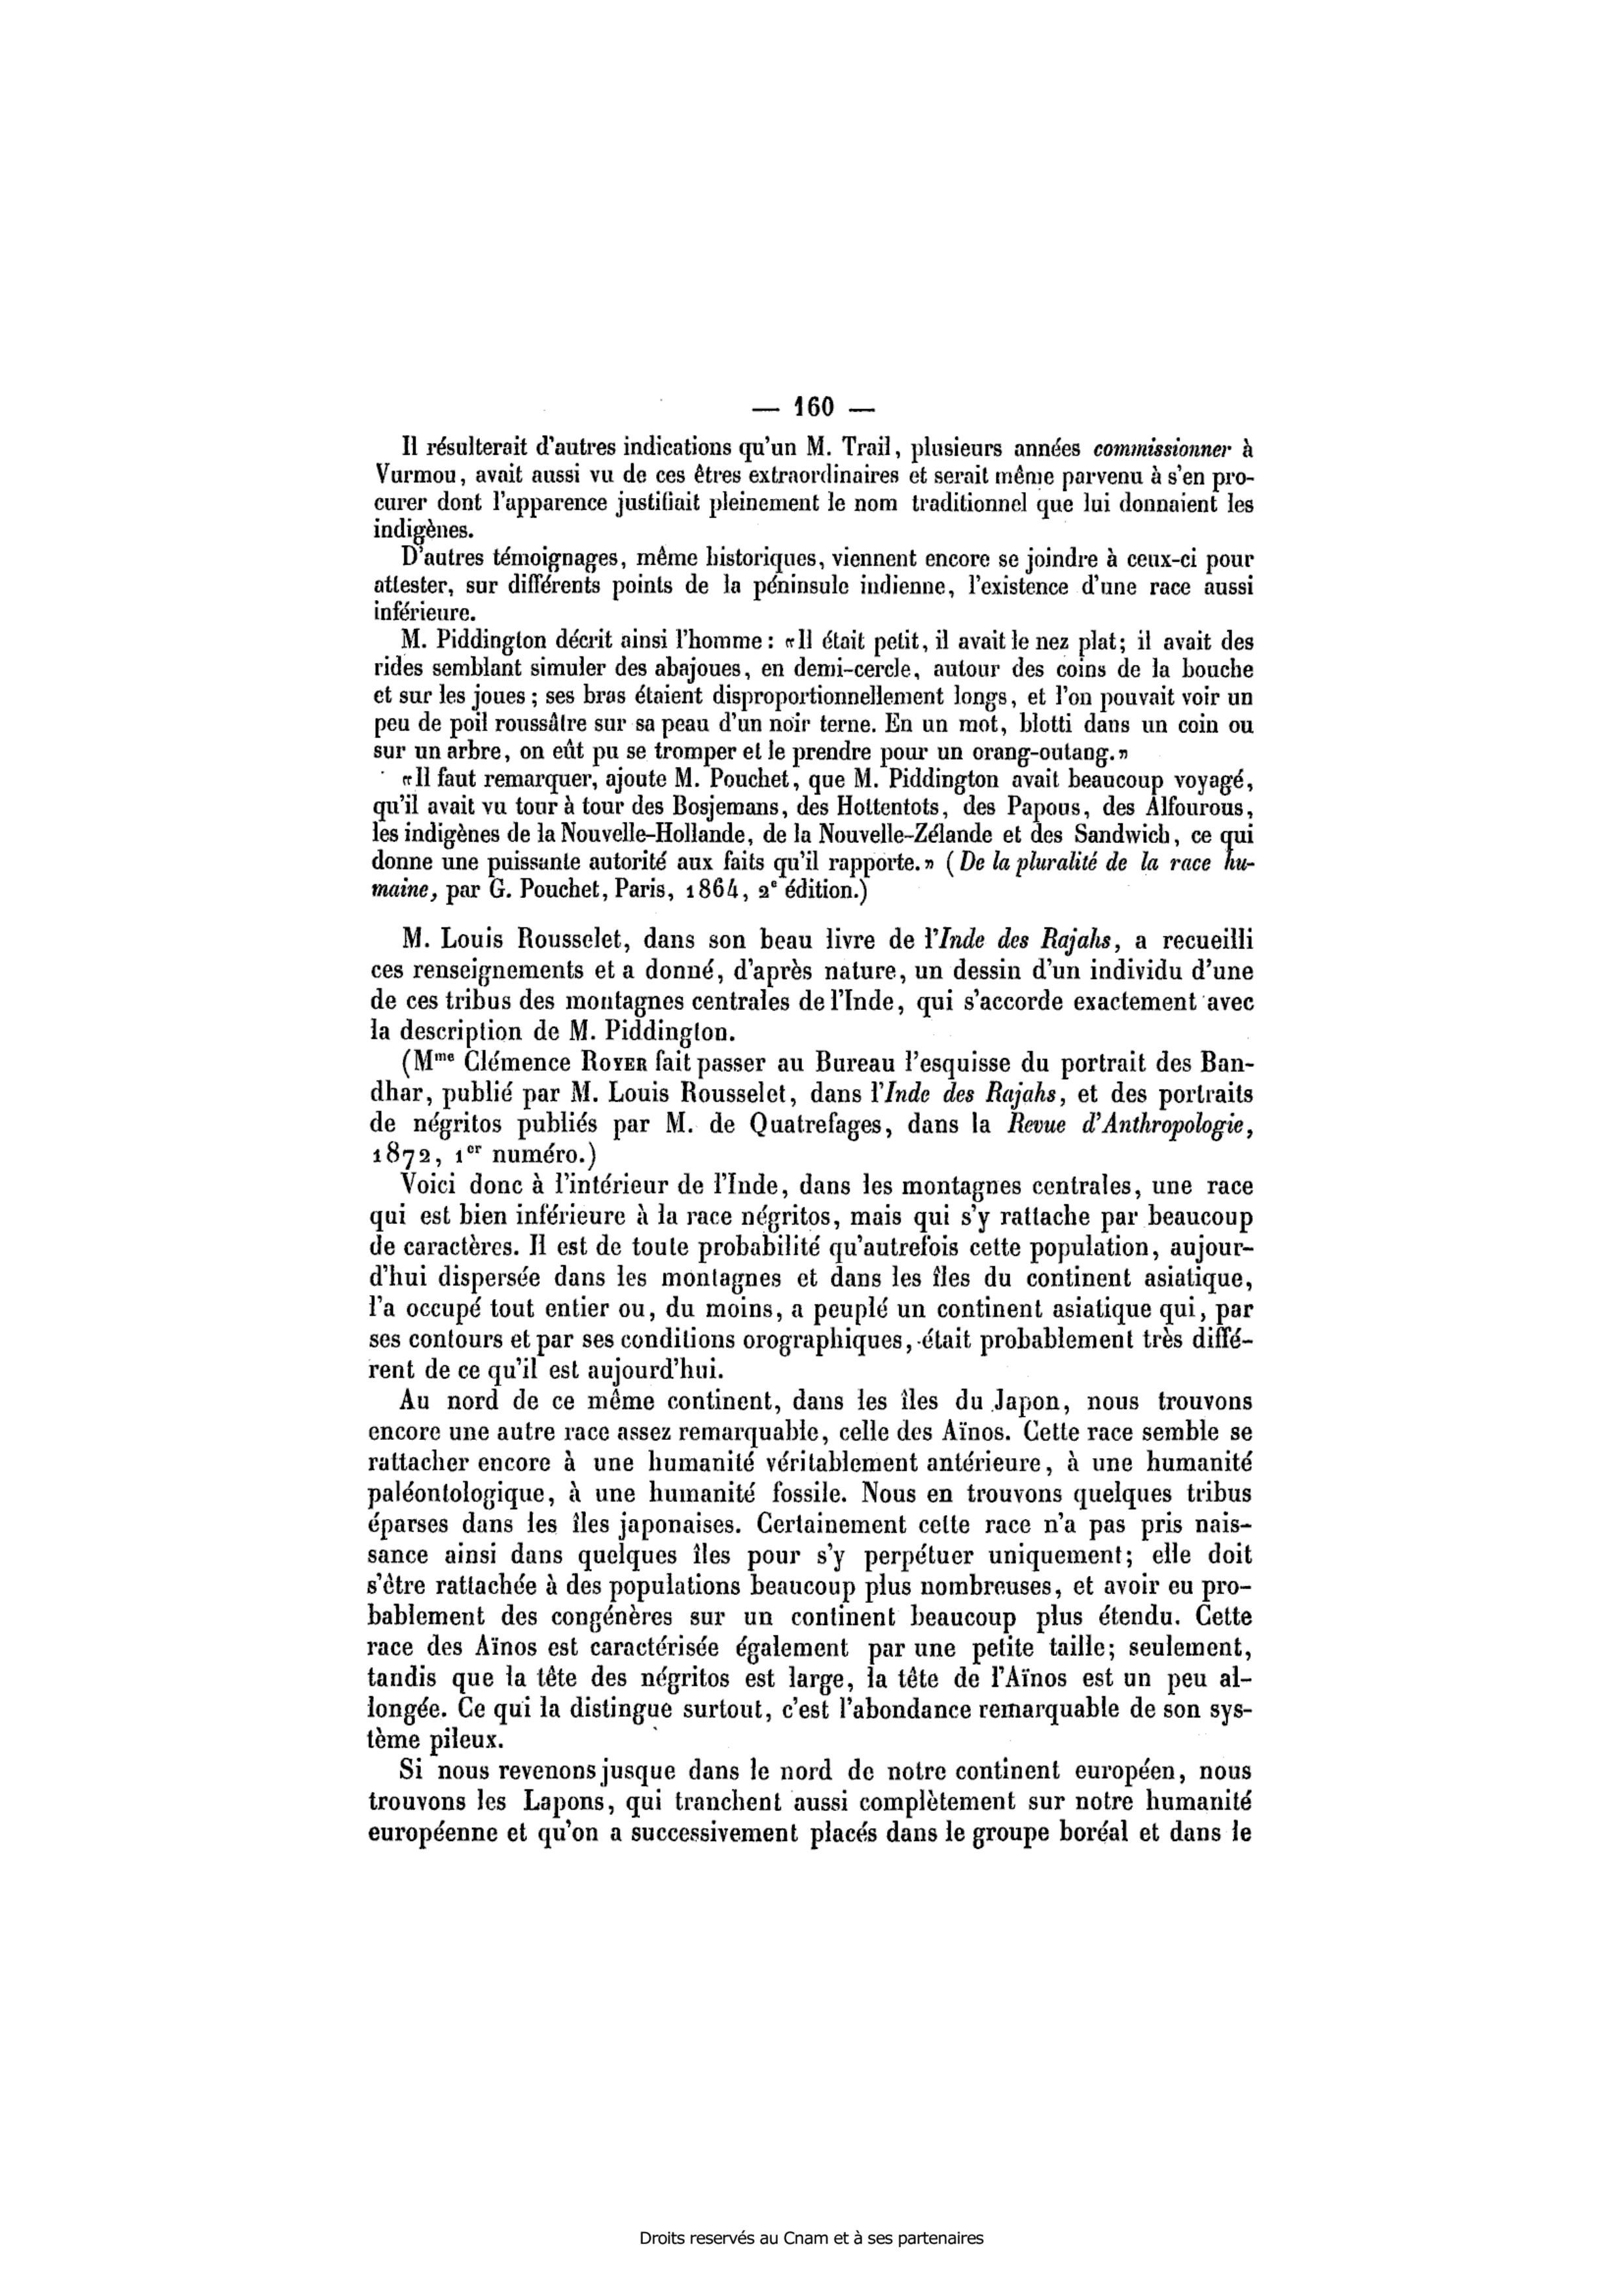 — 160 —
Il résulterait d'autres indications qu'un M. Trail, plusieurs années commissionner à
Vurmou, avait aussi vu de ces êtres extraordinaires et serait même parvenu à s'en pro-
curer dont l'apparence justifiait pleinement le nom traditionnel que lui donnaient les
indigènes.
D'autres témoignages, même historiques, viennent encore se joindre à ceux-ci pour
attester, sur différents points de la péninsule indienne, l'existence d'une race aussi
inférieure.
M. Piddington décrit ainsi l'homme : «Il était petit, il avait le nez plat; il avait des
rides semblant simuler des abajoues, en demi-cercle, autour des coins de la bouche
et sur les joues ; ses bras étaient disproportionnellement longs, et l'on pouvait voir un
peu de poil roussâtre sur sa peau d'un noir terne. En un mot, blotti dans un coin ou
sur un arbre, on eût pu se tromper et le prendre pour un orang-outang.»
«Il faut remarquer, ajoute M. Pouchet, que M. Piddington avait beaucoup voyagé,
qu'il avait vu tour à tour des Bosjemans, des Hottentots, des Papous, des Alfourous,
les indigènes de la Nouvelle-Hollande, de la Nouvelle-Zélande et des Sandwich, ce qui
donne une puissante autorité aux faits qu'il rapporte.» (De la pluralité de la race hu-
maine, par G. Pouchet, Paris, 1864, 2e édition.)
M. Louis Rousselet, dans son beau livre de l'Inde des Rajahs, a recueilli
ces renseignements et a donné, d'après nature, un dessin d'un individu d'une
de ces tribus des montagnes centrales de l'Inde, qui s'accorde exactement avec
la description de M. Piddington.
(Mme Clémence ROYER fait passer au Bureau l'esquisse du portrait des Ban-
dhar, publié par M. Louis Rousselet, dans l'Inde des Rajahs, et des portraits
de négritos publiés par M. de Quatrefages, dans la Revue d'Anthropologie,
1872, 1er numéro.)
Voici donc à l'intérieur de l'Inde, dans les montagnes centrales, une race
qui est bien inférieure à la race négritos, mais qui s'y rattache par beaucoup
de caractères. Il est de toute probabilité qu'autrefois cette population, aujour-
d'hui dispersée dans les montagnes et dans les îles du continent asiatique,
l'a occupé tout entier ou, du moins, a peuplé un continent asiatique qui, par
ses contours et par ses conditions orographiques, était probablement très diffé-
rent de ce qu'il est aujourd'hui.
Au nord de ce même continent, dans les îles du Japon, nous trouvons
encore une autre race assez remarquable, celle des Aïnos. Cette race semble se
rattacher encore à une humanité véritablement antérieure, à une humanité
paléontologique, à une humanité fossile. Nous en trouvons quelques tribus
éparses dans les îles japonaises. Certainement cette race n'a pas pris nais-
sance ainsi dans quelques îles pour s'y perpétuer uniquement; elle doit
s'être rattachée à des populations beaucoup plus nombreuses, et avoir eu pro-
bablement des congénères sur un continent beaucoup plus étendu. Cette
race des Aïnos est caractérisée également par une petite taille; seulement,
tandis que la tête des négritos est large, la tête de l'Aïnos est un peu al-
longée. Ce qui la distingue surtout, c'est l'abondance remarquable de son sys-
tème pileux.
Si nous revenons jusque dans le nord de notre continent européen, nous
trouvons les Lapons, qui tranchent aussi complètement sur notre humanité
européenne et qu'on a successivement placés dans le groupe boréal et dans le
Droits reservés au Cnam et à ses partenaires